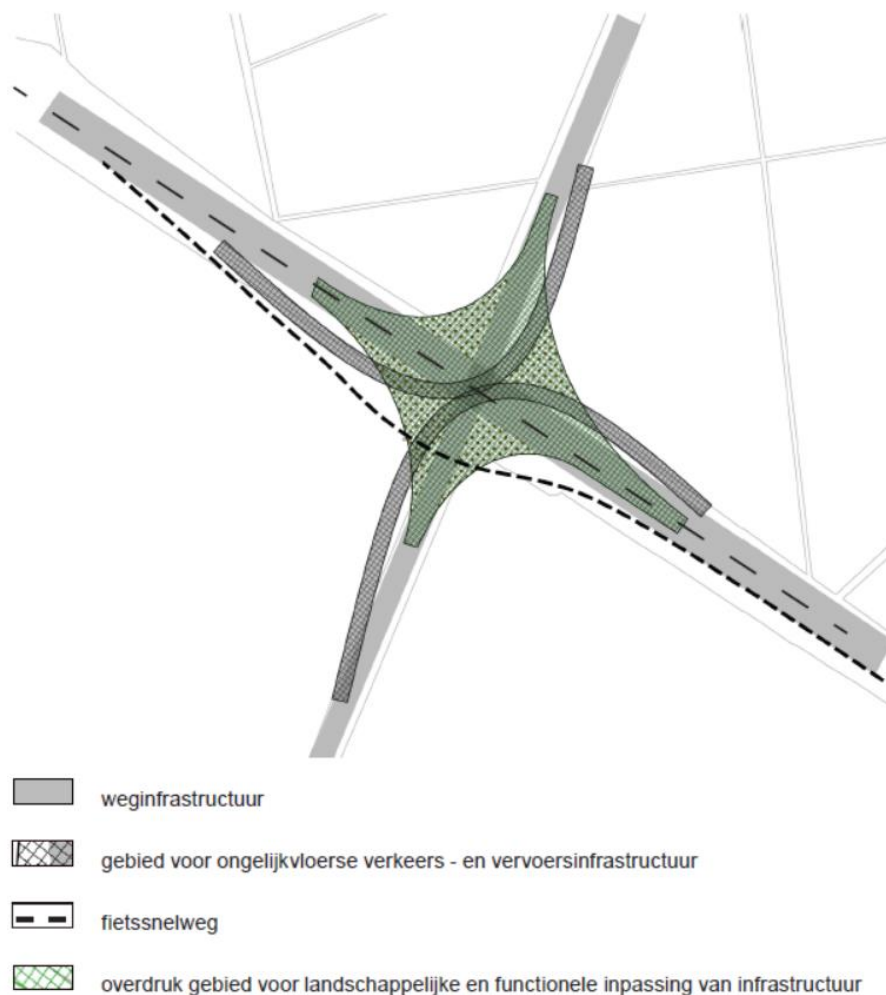 weginfrastructuur
gebied voor ongelijkvloerse verkeers - en vervoersinfrastructuur
fietssnelweg
overdruk gebied voor landschappelijke en functionele inpassing van infrastructuur